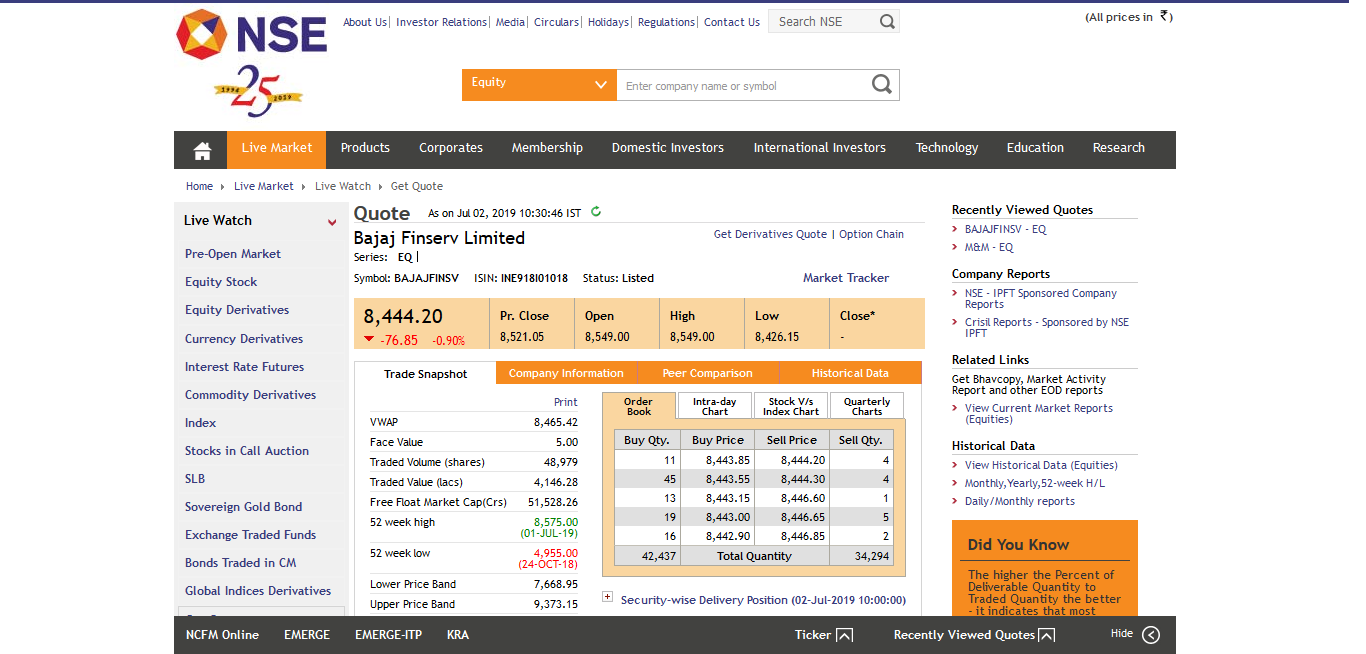 NSE
1994 25 2019
About Us| Investor Relations| Media| Circulars| Holidays| Regulations| Contact Us
Search NSE
(All prices in ₹)
Equity
Enter company name or symbol
Live Market Products Corporates Membership Domestic Investors International Investors Technology Education Research
Home Live Market Live Watch Get Quote
Live Watch
Pre-Open Market
Equity Stock
Equity Derivatives
Currency Derivatives
Interest Rate Futures
Commodity Derivatives
Index
Stocks in Call Auction
SLB
Sovereign Gold Bond
Exchange Traded Funds
Bonds Traded in CM
Global Indices Derivatives
Quote As on Jul 02, 2019 10:30:46 IST
Bajaj Finserv Limited
Get Derivatives Quote | Option Chain
Series: EQ |
Symbol: BAJAJFINSV ISIN: INE918I01018 Status: Listed
Market Tracker
8,444.20
-76.85 -0.90%
Pr. Close Open High Low Close*
8,521.05 8,549.00 8,549.00 8,426.15 -
Trade Snapshot Company Information Peer Comparison Historical Data
Print
VWAP 8,465.42
Face Value 5.00
Traded Volume (shares) 48,979
Traded Value (lacs) 4,146.28
Free Float Market Cap(Crs) 51,528.26
52 week high 8,575.00
(01-JUL-19)
52 week low 4,955.00
(24-OCT-18)
Lower Price Band 7,668.95
Upper Price Band 9,373.15
Order Book
Intra-day Chart
Stock V/s Index Chart
Quarterly Charts
Buy Qty. Buy Price Sell Price Sell Qty.
11 8,443.85 8,444.20 4
45 8,443.55 8,444.30 4
13 8,443.15 8,446.60 1
19 8,443.00 8,446.65 5
16 8,442.90 8,446.85 2
42,437 Total Quantity 34,294
Security-wise Delivery Position (02-Jul-2019 10:00:00)
Recently Viewed Quotes
BAJAJFINSV - EQ
M&M - EQ
Company Reports
NSE - IPFT Sponsored Company
Reports
Crisil Reports - Sponsored by NSE
IPFT
Related Links
Get Bhavcopy, Market Activity
Report and other EOD reports
View Current Market Reports
(Equities)
Historical Data
View Historical Data (Equities)
Monthly,Yearly,52-week H/L
Daily/Monthly reports
Did You Know
The higher the Percent of
Deliverable Quantity to
Traded Quantity the better
- it indicates that most
NCFM Online EMERGE EMERGE-ITP KRA
Ticker Recently Viewed Quotes Hide